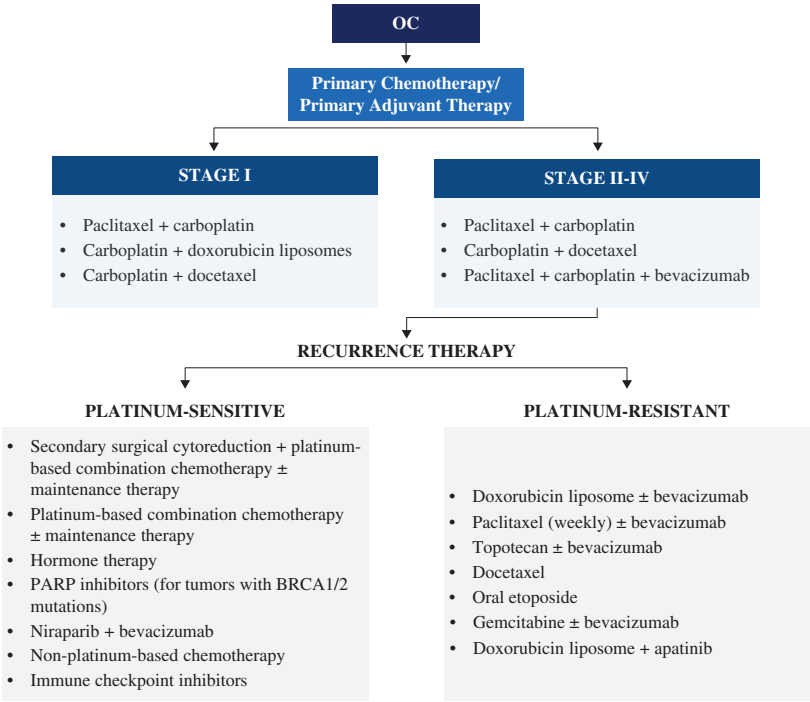 OC
Primary Chemotherapy/
Primary Adjuvant Therapy
STAGE I
• Paclitaxel + carboplatin
• Carboplatin + doxorubicin liposomes
• Carboplatin + docetaxel
STAGE II-IV
• Paclitaxel + carboplatin
• Carboplatin + docetaxel
• Paclitaxel + carboplatin + bevacizumab
RECURRENCE THERAPY
PLATINUM-SENSITIVE
• Secondary surgical cytoreduction + platinum-
based combination chemotherapy ±
maintenance therapy
• Platinum-based combination chemotherapy
± maintenance therapy
• Hormone therapy
• PARP inhibitors (for tumors with BRCA1/2
mutations)
• Niraparib + bevacizumab
• Non-platinum-based chemotherapy
• Immune checkpoint inhibitors
PLATINUM-RESISTANT
• Doxorubicin liposome ± bevacizumab
• Paclitaxel (weekly) ± bevacizumab
• Topotecan ± bevacizumab
• Docetaxel
• Oral etoposide
• Gemcitabine ± bevacizumab
• Doxorubicin liposome + apatinib